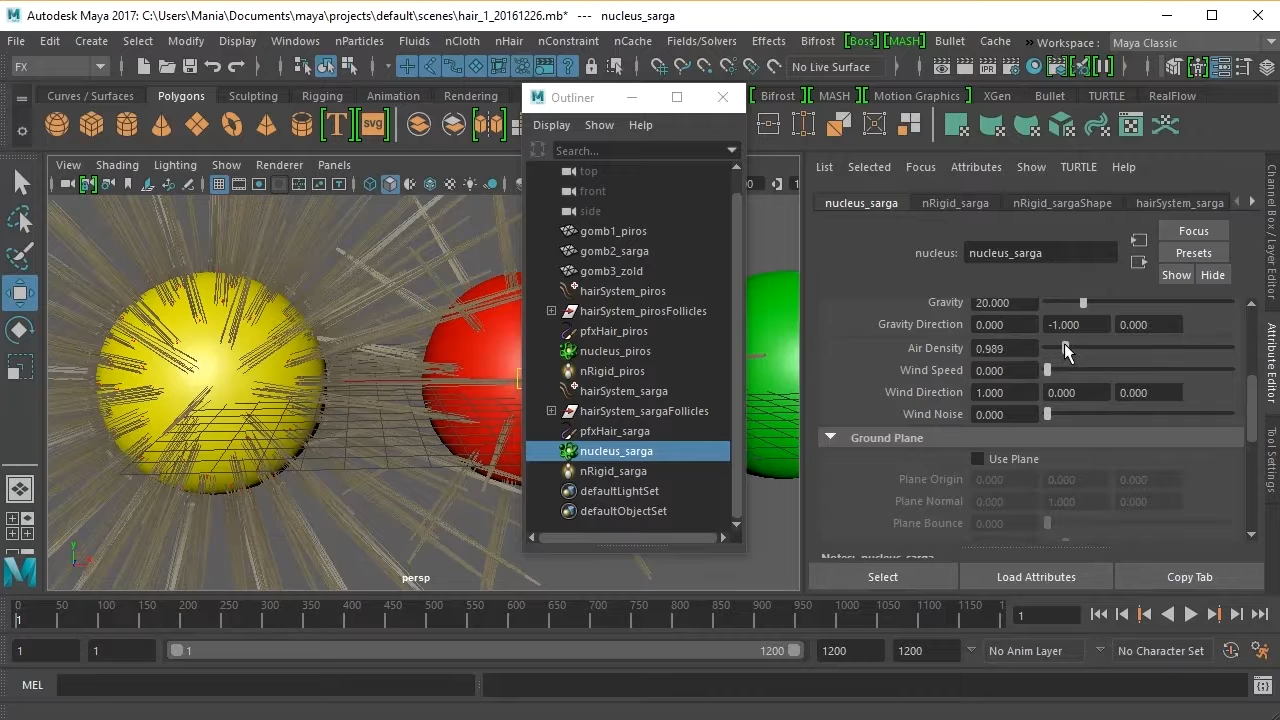 Autodesk Maya 2017: C:\Users\Mania\Documents\maya\projects\default\scenes\hair_1_20161226.mb* --- nucleus_sarga
File Edit Create Select Modify Display Windows nParticles Fluids nCloth nHair nConstraint nCache Fields/Solvers Effects Bifrost [Boss] [MASH] Bullet Cache » Workspace : Maya Classic
FX No Live Surface
Curves / Surfaces Polygons Sculpting Rigging Animation Rendering Bifrost MASH Motion Graphics XGen Bullet TURTLE RealFlow
Outliner
Display Show Help
Search...
top
front
side
gomb1_piros
gomb2_sarga
gomb3_zold
hairSystem_piros
hairSystem_pirosFollicles
pfxHair_piros
nucleus_piros
nRigid_piros
hairSystem_sarga
hairSystem_sargaFollicles
pfxHair_sarga
nucleus_sarga
nRigid_sarga
defaultLightSet
defaultObjectSet
View Shading Lighting Show Renderer Panels
persp
List Selected Focus Attributes Show TURTLE Help
nucleus_sarga nRigid_sarga nRigid_sargaShape hairSystem_sarga
nucleus: nucleus_sarga
Focus
Presets
Show Hide
Gravity 20.000
Gravity Direction 0.000 -1.000 0.000
Air Density 0.989
Wind Speed 0.000
Wind Direction 1.000 0.000 0.000
Wind Noise 0.000
Ground Plane
Use Plane
Plane Origin 0.000 0.000 0.000
Plane Normal 0.000 1.000 0.000
Plane Bounce 0.000
Select Load Attributes Copy Tab
Channel Box / Layer Editor
Attribute Editor
Tool Settings
0 50 100 150 200 250 300 350 400 450 500 550 600 650 700 750 800 850 900 950 1000 1050 1100 1150
1 1
1 1 1 1200 1200 1200 No Anim Layer No Character Set
MEL